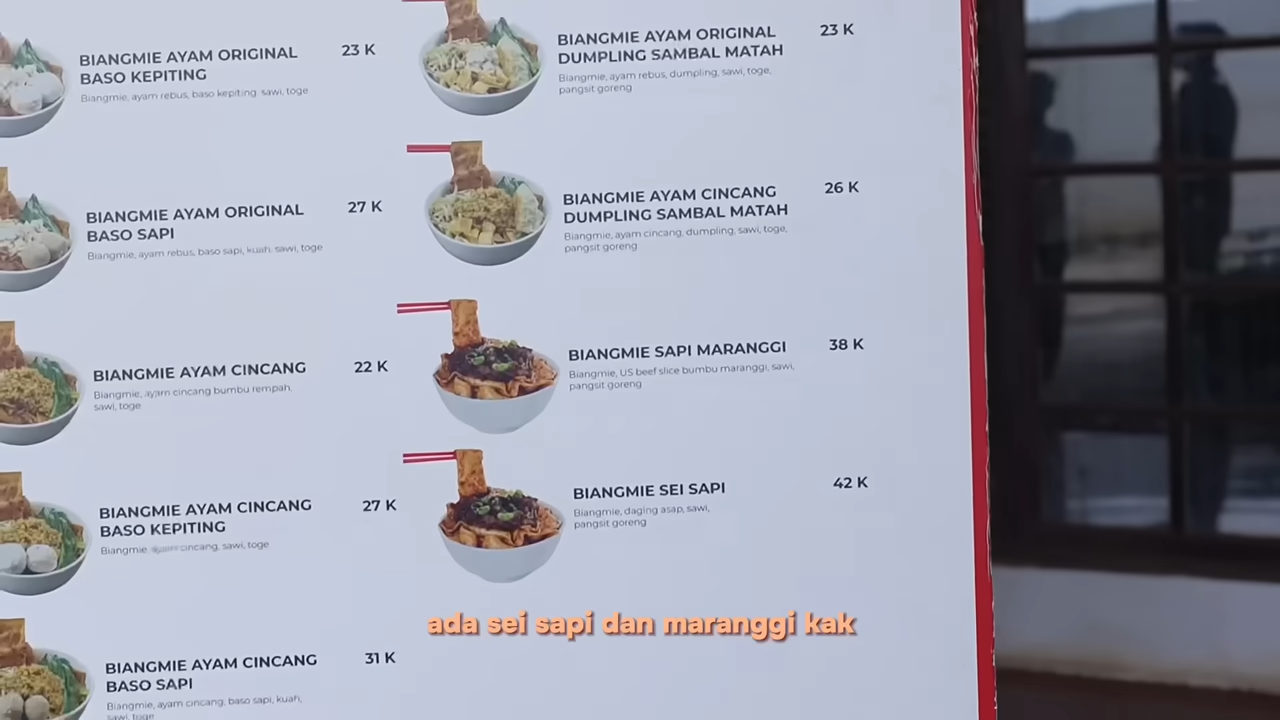 BIANGMIE AYAM ORIGINAL
BASO KEPITING
23 K
Biangmie, ayam rebus, baso kepiting, sawi, toge
BIANGMIE AYAM ORIGINAL
BASO SAPI
27 K
Biangmie, ayam rebus, baso sapi, kuah, sawi, toge
BIANGMIE AYAM CINCANG
22 K
Biangmie, ayam cincang bumbu rempah,
sawi, toge
BIANGMIE AYAM CINCANG
BASO KEPITING
27 K
Biangmie, ayam cincang, sawi, toge
BIANGMIE AYAM CINCANG
BASO SAPI
31 K
Biangmie, ayam cincang, baso sapi, kuah,
sawi, toge
BIANGMIE AYAM ORIGINAL
DUMPLING SAMBAL MATAH
23 K
Biangmie, ayam rebus, dumpling, sawi, toge,
pangsit goreng
BIANGMIE AYAM CINCANG
DUMPLING SAMBAL MATAH
26 K
Biangmie, ayam cincang, dumpling, sawi, toge,
pangsit goreng
BIANGMIE SAPI MARANGGI
38 K
Biangmie, US beef slice bumbu maranggi, sawi,
pangsit goreng
BIANGMIE SEI SAPI
42 K
Biangmie, daging asap, sawi,
pangsit goreng
ada sei sapi dan maranggi kak